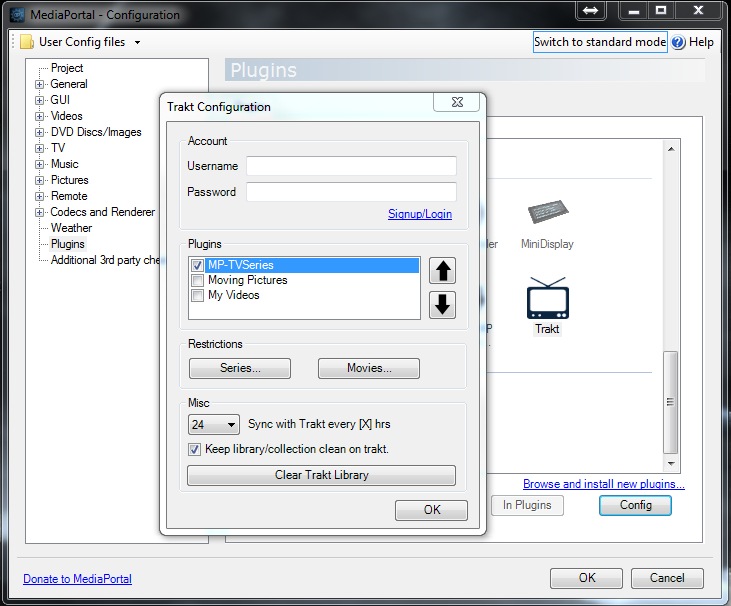 MediaPortal - Configuration
User Config files
Switch to standard mode
Help
Project
General
GUI
Videos
DVD Discs/Images
TV
Music
Pictures
Remote
Codecs and Renderer
Weather
Plugins
Additional 3rd party che
Plugins
Trakt Configuration
Account
Username
Password
Signup/Login
Plugins
MP-TVSeries
Moving Pictures
My Videos
Restrictions
Series...
Movies...
Misc
24
Sync with Trakt every [X] hrs
Keep library/collection clean on trakt.
Clear Trakt Library
OK
ler
MiniDisplay
P
.
Trakt
Browse and install new plugins...
In Plugins
Config
Donate to MediaPortal
OK
Cancel